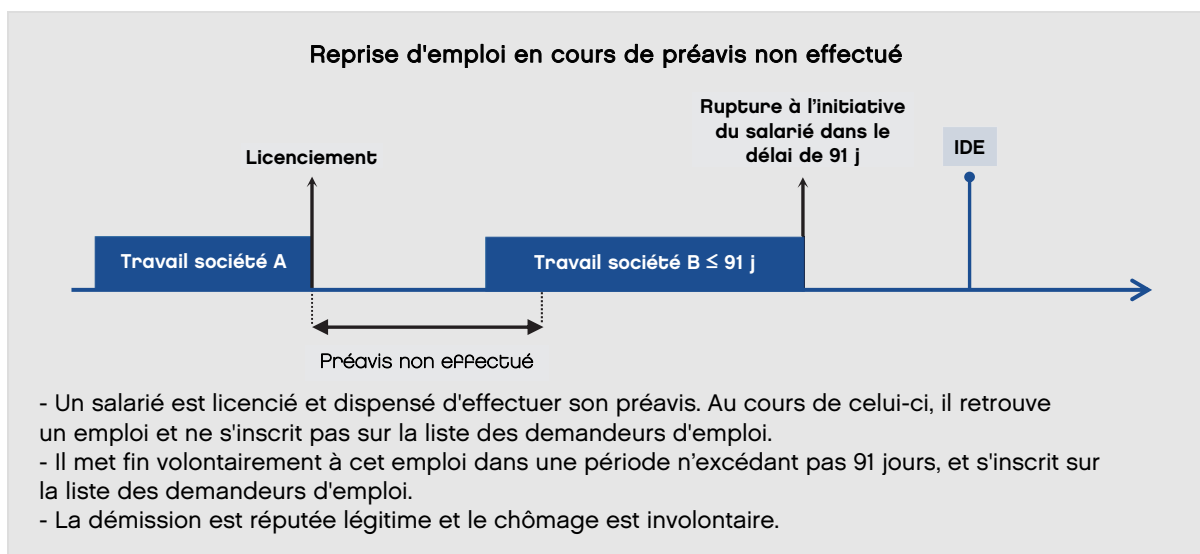 Reprise d'emploi en cours de préavis non effectué
Rupture à l'initiative
du salarié dans le
délai de 91 j
IDE
Licenciement
Travail société A
Travail société B ≤ 91 j
Préavis non effectué
- Un salarié est licencié et dispensé d'effectuer son préavis. Au cours de celui-ci, il retrouve
un emploi et ne s'inscrit pas sur la liste des demandeurs d'emploi.
- Il met fin volontairement à cet emploi dans une période n'excédant pas 91 jours, et s'inscrit sur
la liste des demandeurs d'emploi.
- La démission est réputée légitime et le chômage est involontaire.